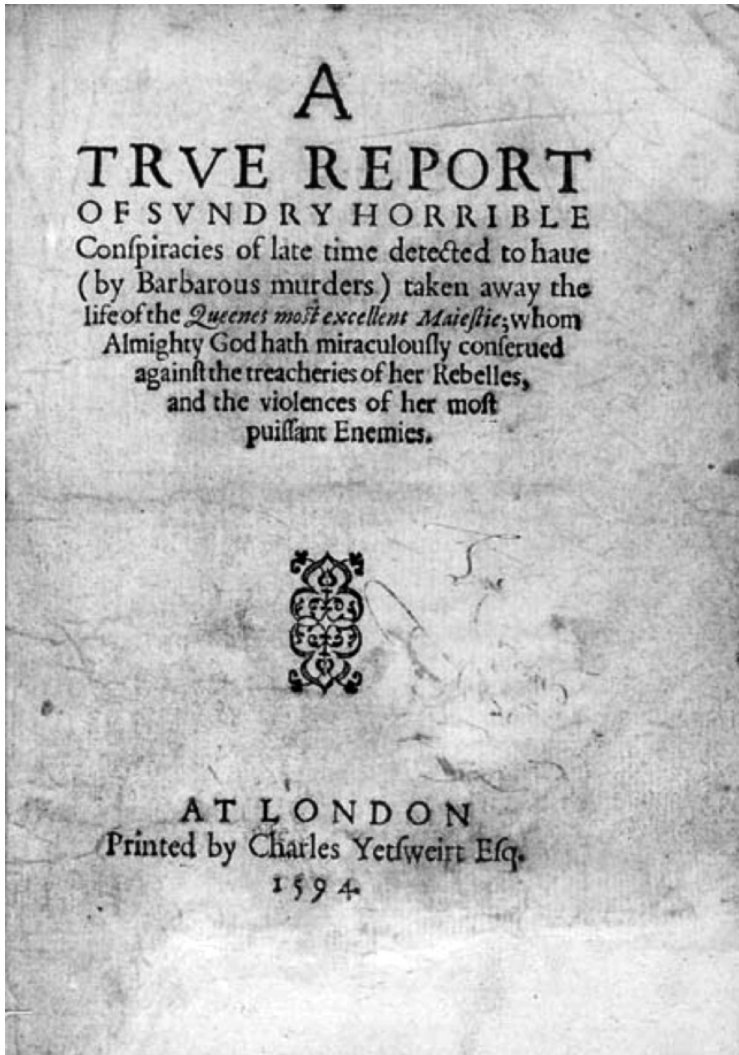 A
TRVE REPORT
OF SVNDRY HORRIBLE
Conſpiracies of late time detected to haue
(by Barbarous murders) taken away the
life of the Queenes moſt excellent Maieſtie; whom
Almighty God hath miraculouſly conſerued
againſt the treacheries of her Rebelles,
and the violences of her moſt
puiſſant Enemies.
AT LONDON
Printed by Charles Yetſweirt Eſq.
1594.